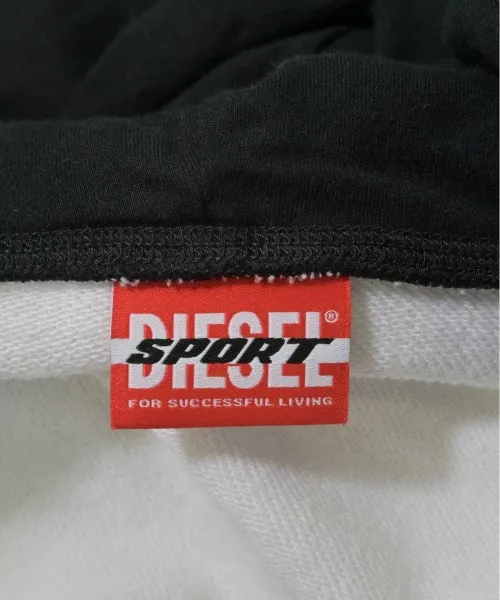 DIESEL®
SPORT
FOR SUCCESSFUL LIVING